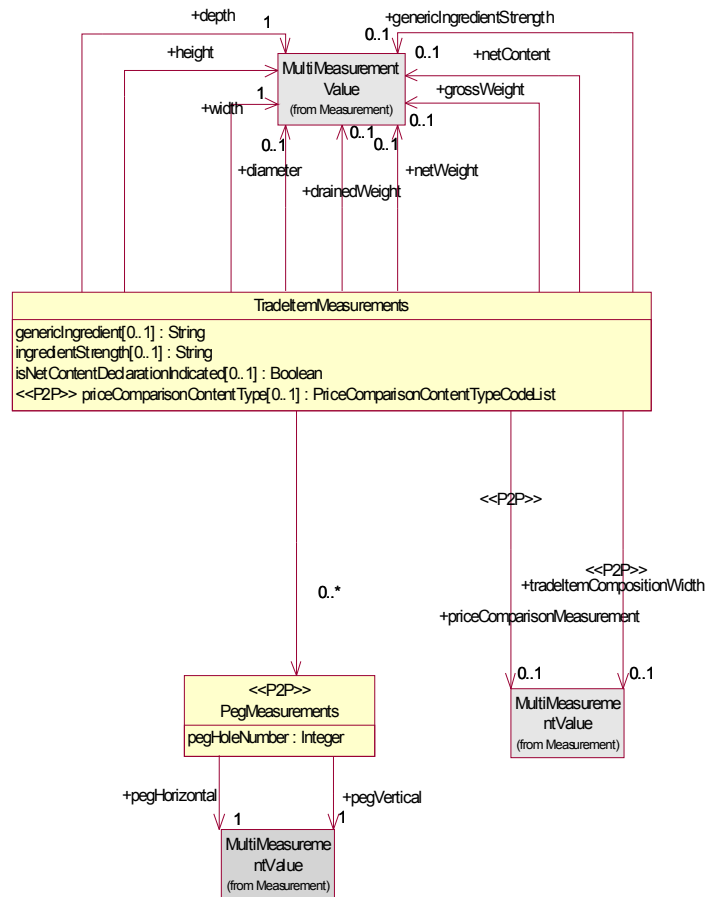 +depth
1
+genericIngredientStrength
0..1
+height
0..1
+netContent
MultiMeasurement
Value
(from Measurement)
1
+width
+grossWeight
0..1
0..1
0..1
0..1
+diameter
+netWeight
+drainedWeight
TradeItemMeasurements
genericIngredient[0..1] : String
ingredientStrength[0..1] : String
isNetContentDeclarationIndicated[0..1] : Boolean
<<P2P>> priceComparisonContentType[0..1] : PriceComparisonContentTypeCodeList
<<P2P>>
<<P2P>>
+tradeItemCompositionWidth
0..*
+priceComparisonMeasurement
0..1
0..1
<<P2P>>
PegMeasurements
pegHoleNumber : Integer
MultiMeasureme
ntValue
(from Measurement)
+pegHorizontal
+pegVertical
1
1
MultiMeasureme
ntValue
(from Measurement)